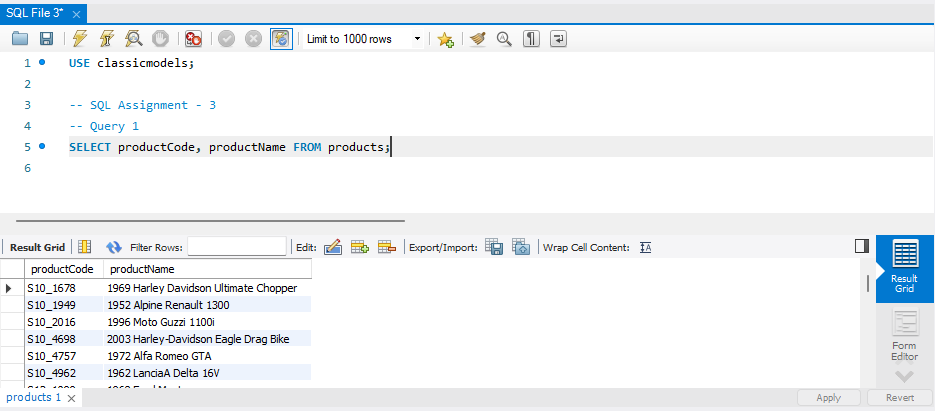 SQL File 3*
Limit to 1000 rows
1 USE classicmodels;
2
3 -- SQL Assignment - 3
4 -- Query 1
5 SELECT productCode, productName FROM products;
6
Result Grid Filter Rows: Edit: Export/Import: Wrap Cell Content:
productCode productName
S10_1678 1969 Harley Davidson Ultimate Chopper
S10_1949 1952 Alpine Renault 1300
S10_2016 1996 Moto Guzzi 1100i
S10_4698 2003 Harley-Davidson Eagle Drag Bike
S10_4757 1972 Alfa Romeo GTA
S10_4962 1962 LanciaA Delta 16V
Result
Grid
Form
Editor
products 1
Apply Revert